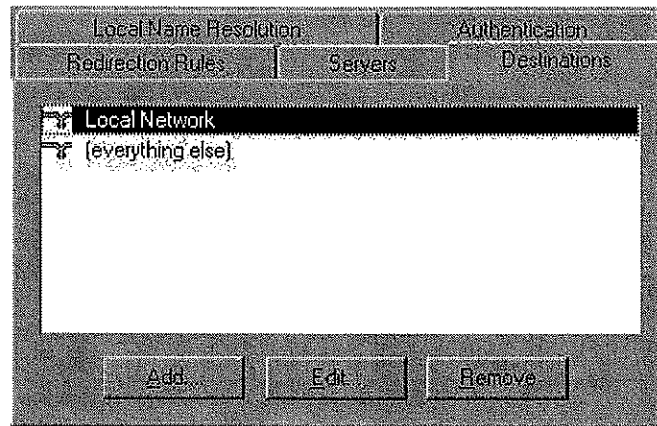 Local Name Resolution Authentication
Redirection Rules Servers Destinations
Local Network
(everything else)
Add... Edit... Remove